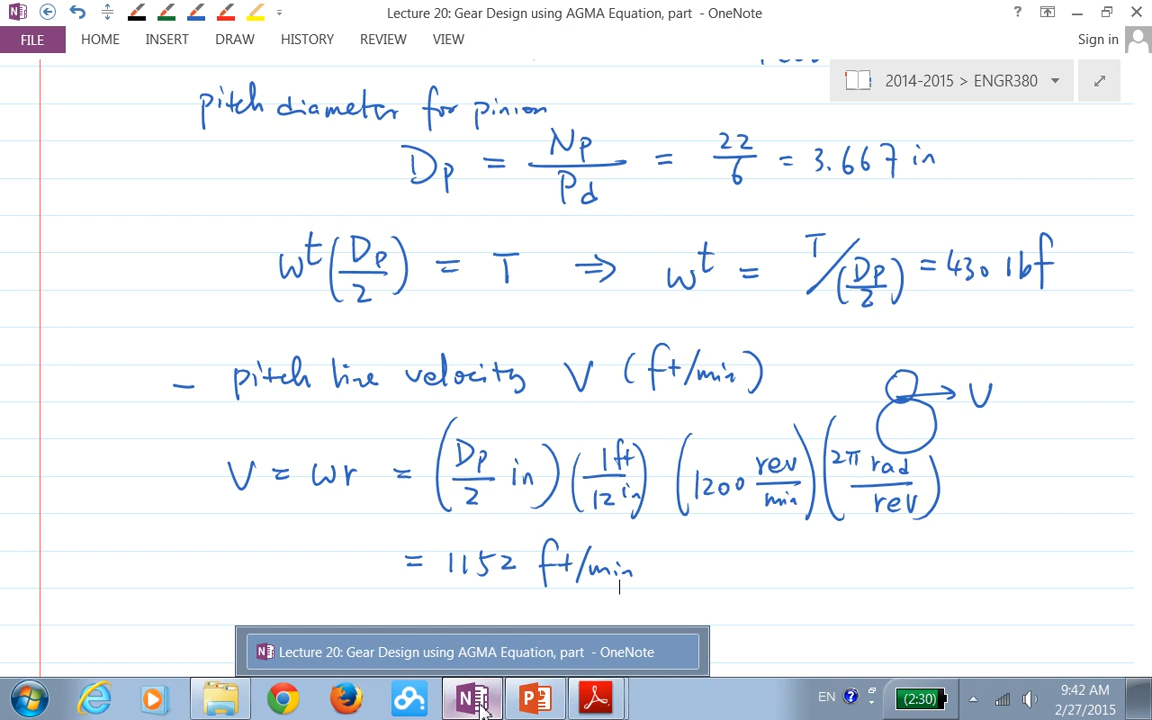 Lecture 20: Gear Design using AGMA Equation, part - OneNote
FILE HOME INSERT DRAW HISTORY REVIEW VIEW Sign in
2014-2015 > ENGR380
pitch diameter for pinion
Dp = Np/Pd = 22/6 = 3.667 in
Wt(Dp/2) = T ⇒ Wt = T/(Dp/2) = 430 lbf
- pitch line velocity V (ft/min)
V
V = ωr = (Dp/2 in)(1ft/12in)(1200 rev/min)(2π rad/rev)
= 1152 ft/min
Lecture 20: Gear Design using AGMA Equation, part - OneNote
EN (2:30) 9:42 AM
2/27/2015